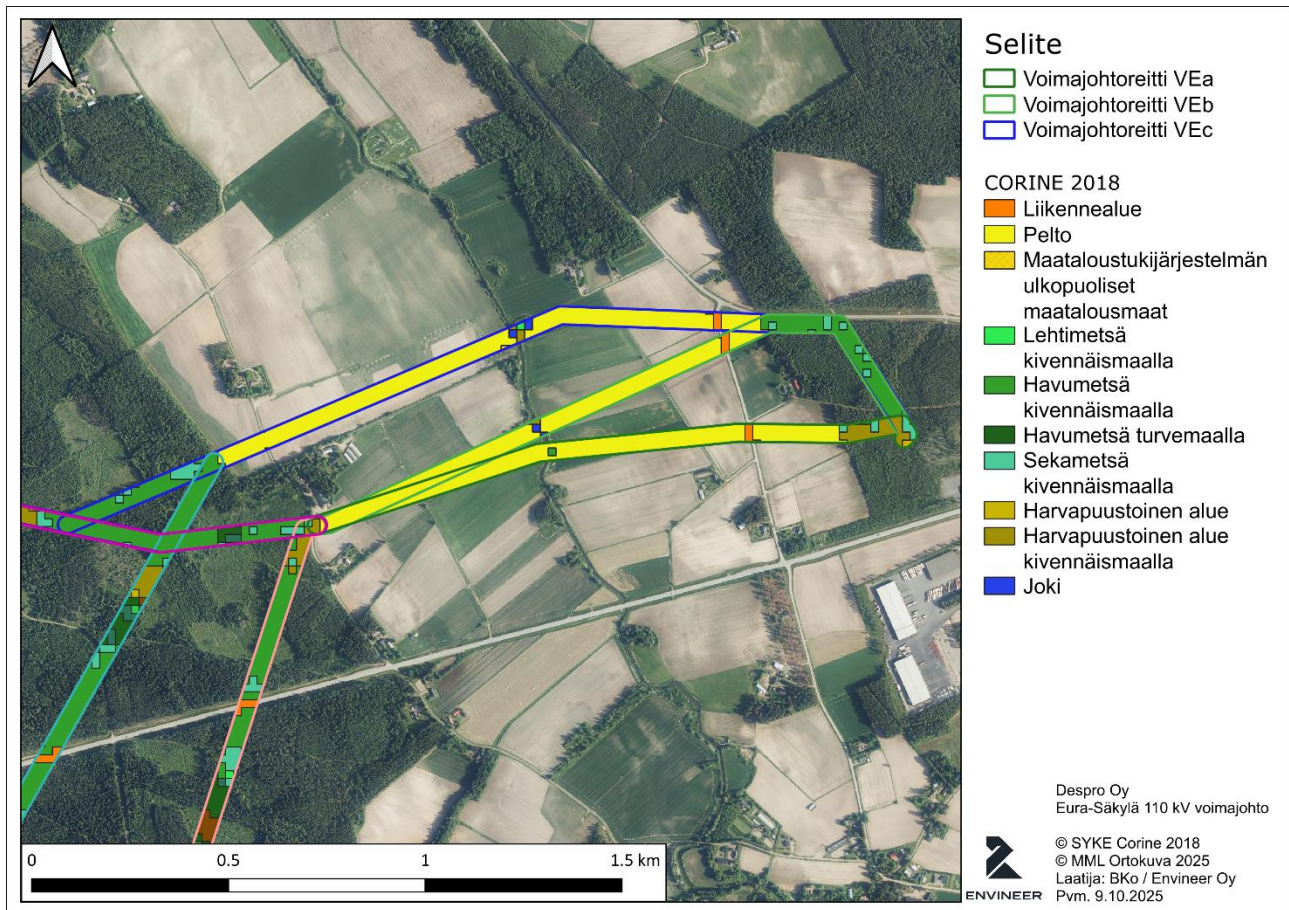 Selite
Voimajohtoreitti VEa
Voimajohtoreitti VEb
Voimajohtoreitti VEc
CORINE 2018
Liikennealue
Pelto
Maataloustukijärjestelmän
ulkopuoliset
maatalousmaat
Lehtimetsä
kivennäismaalla
Havumetsä
kivennäismaalla
Havumetsä turvemaalla
Sekametsä
kivennäismaalla
Harvapuustoinen alue
Harvapuustoinen alue
kivennäismaalla
Joki
Despro Oy
Eura-Säkylä 110 kV voimajohto
© SYKE Corine 2018
© MML Ortokuva 2025
Laatija: BKo / Envineer Oy
Pvm. 9.10.2025
ENVINEER
0 0.5 1 1.5 km